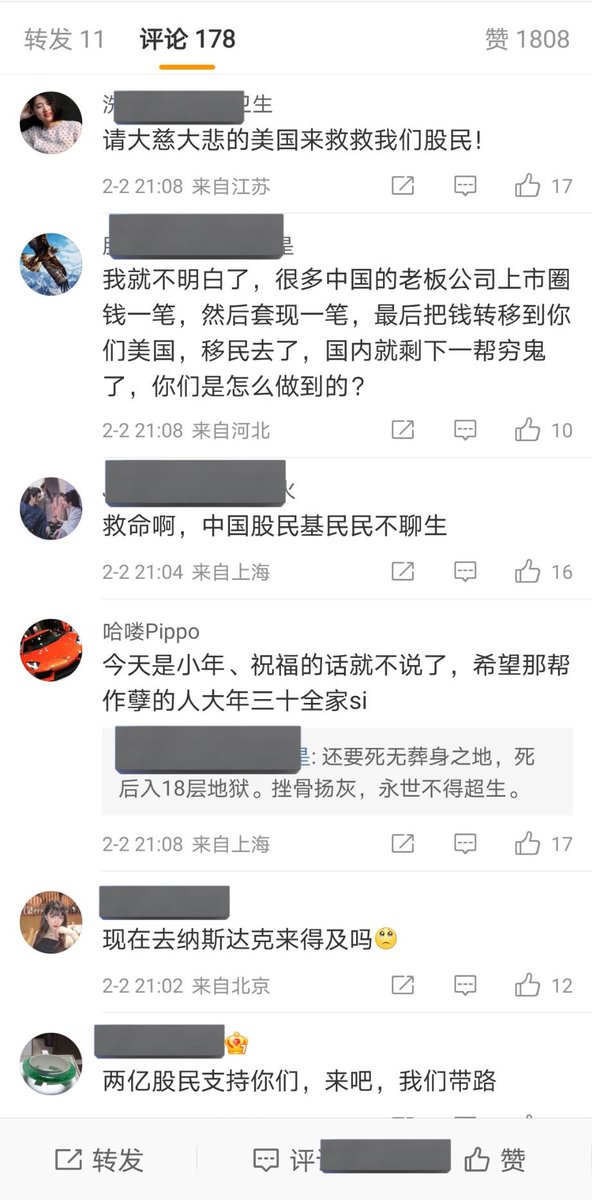 转发 11
评论 178
赞 1808
卫生
请大慈大悲的美国来救救我们股民！
2-2 21:08 来自江苏
17
是
我就不明白了，很多中国的老板公司上市圈
钱一笔，然后套现一笔，最后把钱转移到你
们美国，移民去了，国内就剩下一帮穷鬼
了，你们是怎么做到的？
2-2 21:08 来自河北
10
火
救命啊，中国股民基民民不聊生
2-2 21:04 来自上海
16
哈喽Pippo
今天是小年、祝福的话就不说了，希望那帮
作孽的人大年三十全家si
是: 还要死无葬身之地，死
后入18层地狱。挫骨扬灰，永世不得超生。
2-2 21:08 来自上海
17
现在去纳斯达克来得及吗🥺
2-2 21:02 来自北京
12
两亿股民支持你们，来吧，我们带路
转发
评
赞